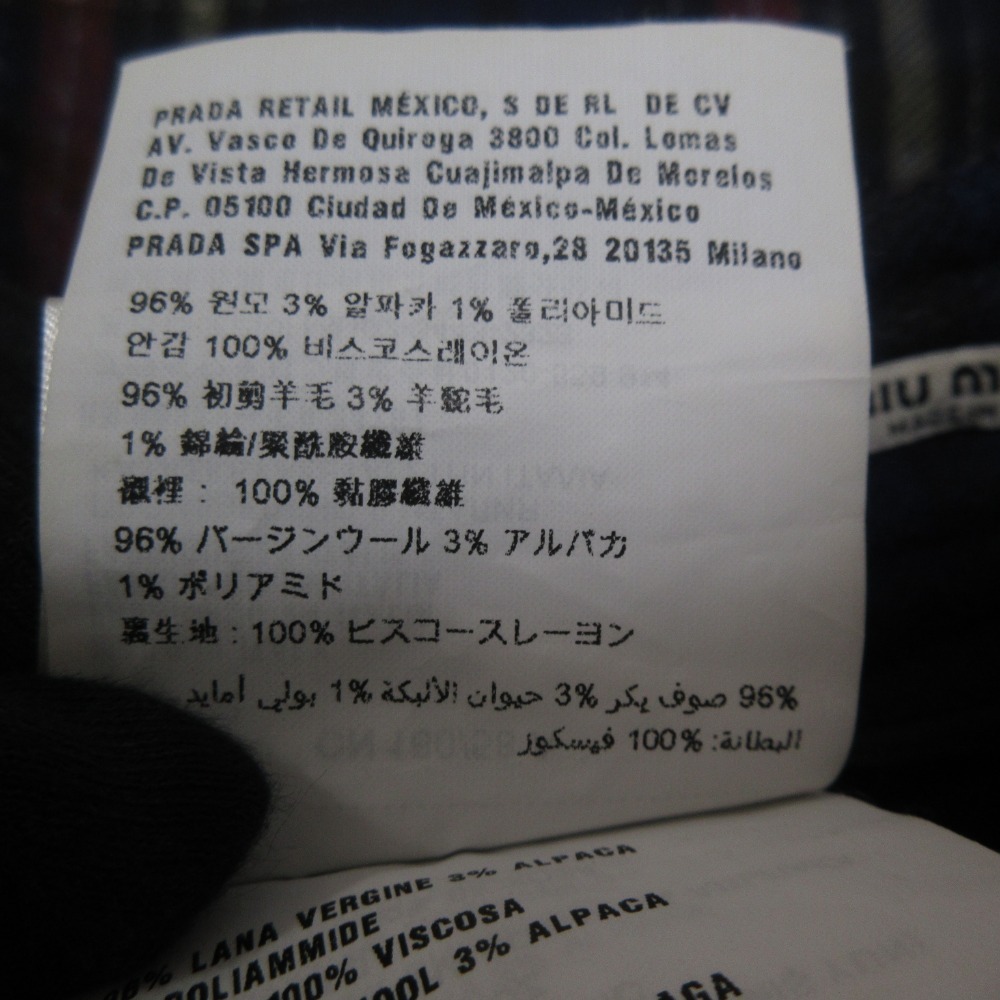 PRADA RETAIL MÉXICO, S DE RL DE CV
AV. Vasco De Quiroga 3800 Col. Lomas
De Vista Hermosa Cuajimalpa De Morelos
C.P. 05100 Ciudad De México-México
PRADA SPA Via Fogazzaro,28 20135 Milano
96% 원모 3% 알파카 1% 폴리아미드
안감 100% 비스코스레이온
96% 初剪羊毛 3% 羊駝毛
1% 錦綸/聚酰胺纖維
襯裡： 100% 黏膠纖維
96% バージンウール 3% アルパカ
1% ポリアミド
裏生地：100% ビスコースレーヨン
96% صوف بكر 3% حيوان الألبكة 1% بولي أمايد
البطانة: 100% فيسكوز
LANA VERGINE 3% ALPACA
POLIAMMIDE
100% VISCOSA
3% ALPACA